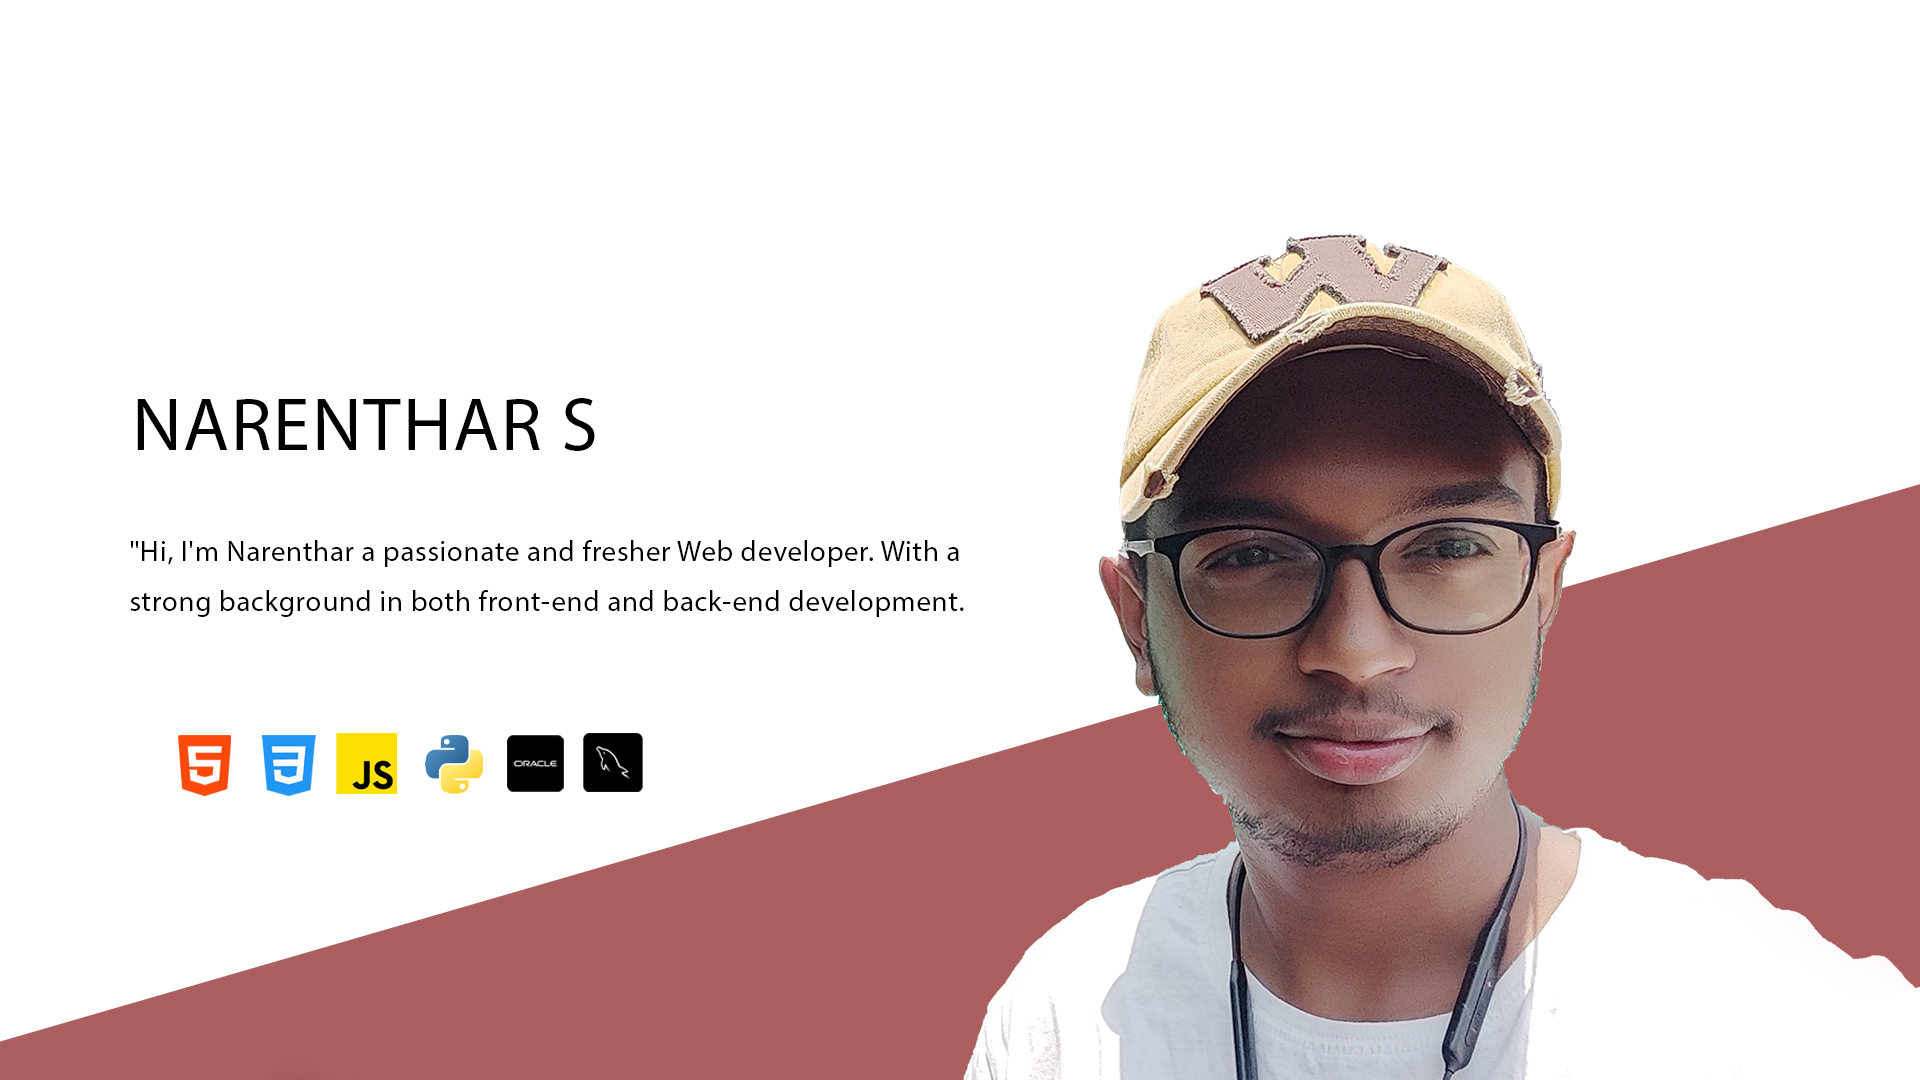 W
NARENTHAR S
"Hi, I'm Narenthar a passionate and fresher Web developer. With a
strong background in both front-end and back-end development.
5 3 JS ORACLE